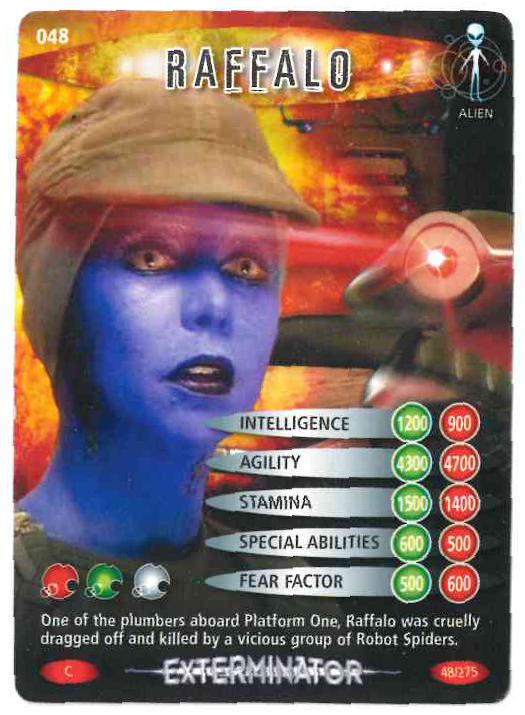 048
RAFFALO
ALIEN
INTELLIGENCE 1200 900
AGILITY 4300 4700
STAMINA 1500 1400
SPECIAL ABILITIES 600 500
FEAR FACTOR 500 600
One of the plumbers aboard Platform One, Raffalo was cruelly
dragged off and killed by a vicious group of Robot Spiders.
C EXTERMINATOR 48/275